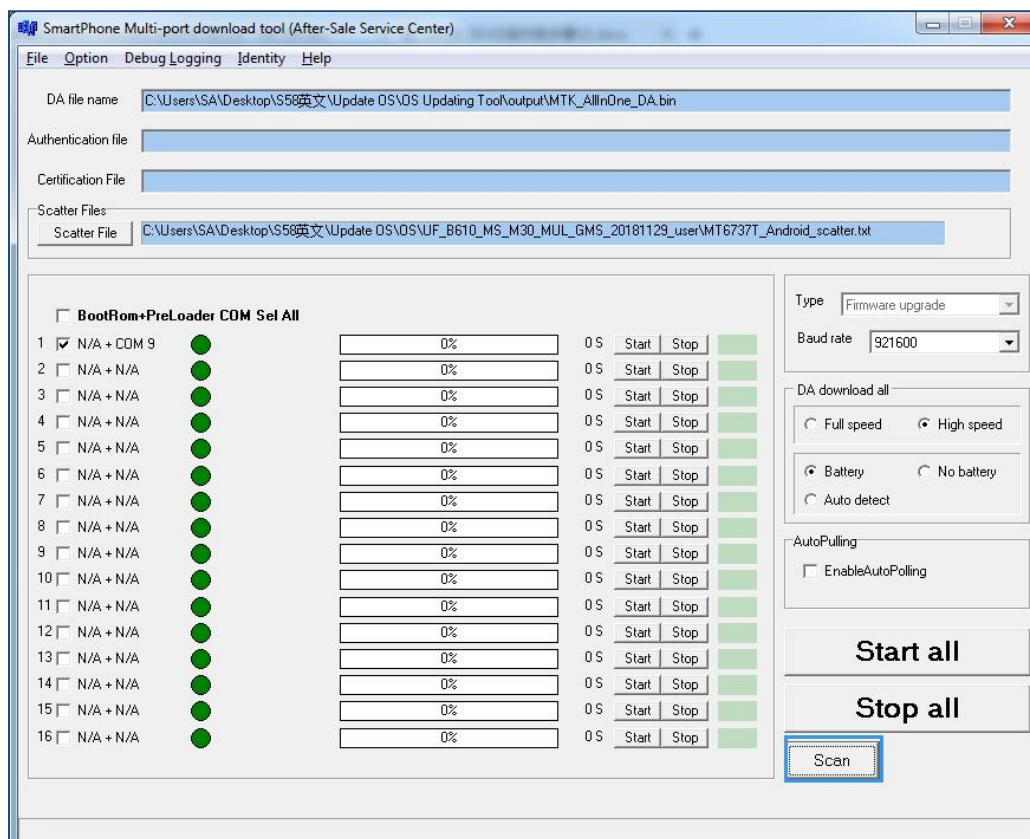 SmartPhone Multi-port download tool (After-Sale Service Center)
File Option Debug Logging Identity Help
DA file name C:\Users\SA\Desktop\S58英文\Update OS\OS Updating Tool\output\MTK_AllInOne_DA.bin
Authentication file
Certification File
Scatter Files
Scatter File C:\Users\SA\Desktop\S58英文\Update OS\OS\UF_B610_MS_M30_MUL_GMS_20181129_user\MT6737T_Android_scatter.txt
BootRom+PreLoader COM Sel All
1 N/A + COM 9 0% 0 S Start Stop
2 N/A + N/A 0% 0 S Start Stop
3 N/A + N/A 0% 0 S Start Stop
4 N/A + N/A 0% 0 S Start Stop
5 N/A + N/A 0% 0 S Start Stop
6 N/A + N/A 0% 0 S Start Stop
7 N/A + N/A 0% 0 S Start Stop
8 N/A + N/A 0% 0 S Start Stop
9 N/A + N/A 0% 0 S Start Stop
10 N/A + N/A 0% 0 S Start Stop
11 N/A + N/A 0% 0 S Start Stop
12 N/A + N/A 0% 0 S Start Stop
13 N/A + N/A 0% 0 S Start Stop
14 N/A + N/A 0% 0 S Start Stop
15 N/A + N/A 0% 0 S Start Stop
16 N/A + N/A 0% 0 S Start Stop
Type Firmware upgrade
Baud rate 921600
DA download all
Full speed High speed
Battery No battery
Auto detect
AutoPulling
EnableAutoPolling
Start all
Stop all
Scan